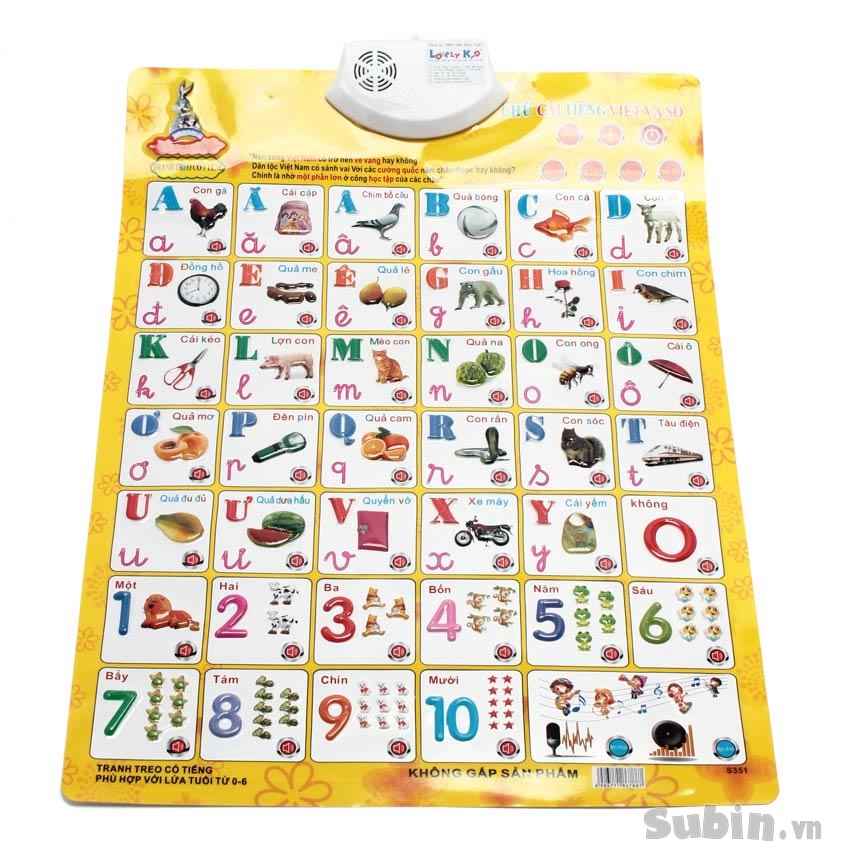 Lovely Kid
CHỮ CÁI TIẾNG VIỆT VÀ SỐ
TRANH TREO CÓ TIẾNG
"Non sông Việt Nam có trở nên vẻ vang hay không
Dân tộc Việt Nam có sánh vai Với các cường quốc năm châu được hay không?
Chính là nhờ một phần lớn ở công học tập của các cháu"
A Con gà a
Ă Cái cặp ă
Â Chim bồ câu â
B Quả bóng b
C Con cá c
D Con dê d
Đ Đồng hồ đ
E Quả me e
Ê Quả lê ê
G Con gấu g
H Hoa hồng h
I Con chim i
K Cái kéo k
L Lợn con l
M Mèo con m
N Quả na n
O Con ong o
Ô Cái ô ô
Ơ Quả mơ ơ
P Đèn pin p
Q Quả cam q
R Con rắn r
S Con sóc s
T Tàu điện t
U Quả đu đủ u
Ư Quả dưa hấu ư
V Quyển vở v
X Xe máy x
Y Cái yếm y
không 0
Một 1
Hai 2
Ba 3
Bốn 4
Năm 5
Sáu 6
Bẩy 7
Tám 8
Chín 9
Mười 10
TRANH TREO CÓ TIẾNG
PHÙ HỢP VỚI LỨA TUỔI TỪ 0-6
KHÔNG GẤP SẢN PHẨM
S351
Subin.vn